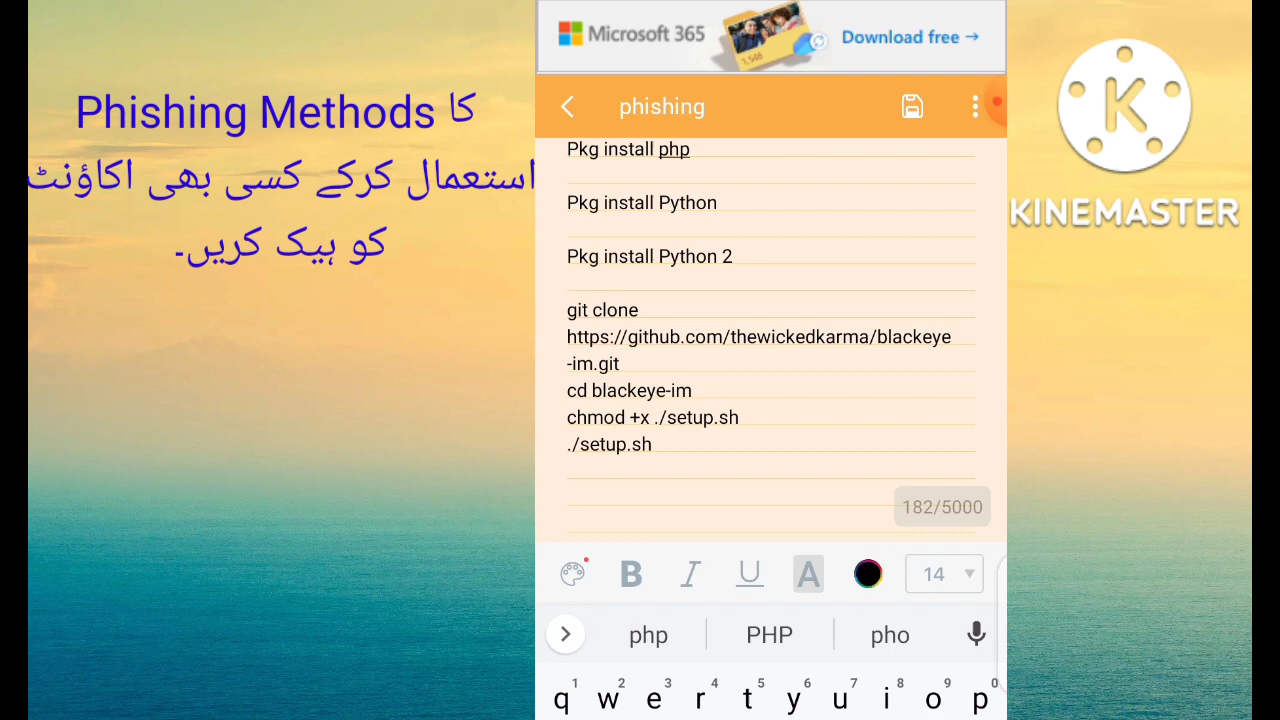 Phishing Methods کا
استعمال کرکے کسی بھی اکاؤنٹ
کو ہیک کریں۔
Microsoft 365
1,546
Download free →
phishing
Pkg install php
Pkg install Python
Pkg install Python 2
git clone
https://github.com/thewickedkarma/blackeye
-im.git
cd blackeye-im
chmod +x ./setup.sh
./setup.sh
182/5000
B I U A 14
php PHP pho
1 2 3 4 5 6 7 8 9 0
q w e r t y u i o p
K
KINEMASTER